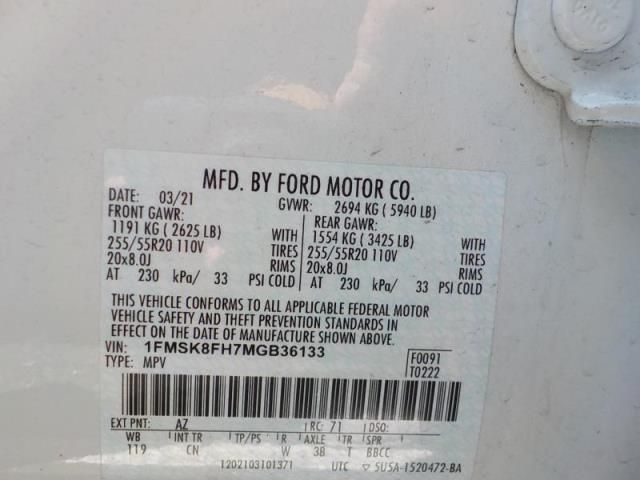 MFD. BY FORD MOTOR CO.
DATE: 03/21 GVWR: 2694 KG ( 5940 LB)
FRONT GAWR: REAR GAWR:
1191 KG ( 2625 LB) WITH 1554 KG ( 3425 LB) WITH
255/55R20 110V TIRES 255/55R20 110V TIRES
20x8.0J RIMS 20x8.0J RIMS
AT 230 kPa/ 33 PSI COLD AT 230 kPa/ 33 PSI COLD
THIS VEHICLE CONFORMS TO ALL APPLICABLE FEDERAL MOTOR
VEHICLE SAFETY AND THEFT PREVENTION STANDARDS IN
EFFECT ON THE DATE OF MANUFACTURE SHOWN ABOVE.
VIN: 1FMSK8FH7MGB36133 F0091
TYPE: MPV T0222
EXT PNT: AZ RC: 71 DSO:
WB INT TR TP/PS R AXLE TR SPR
119 CN W 3B T BBCC
1202103101371 UTC 5U5A-1520472-BA